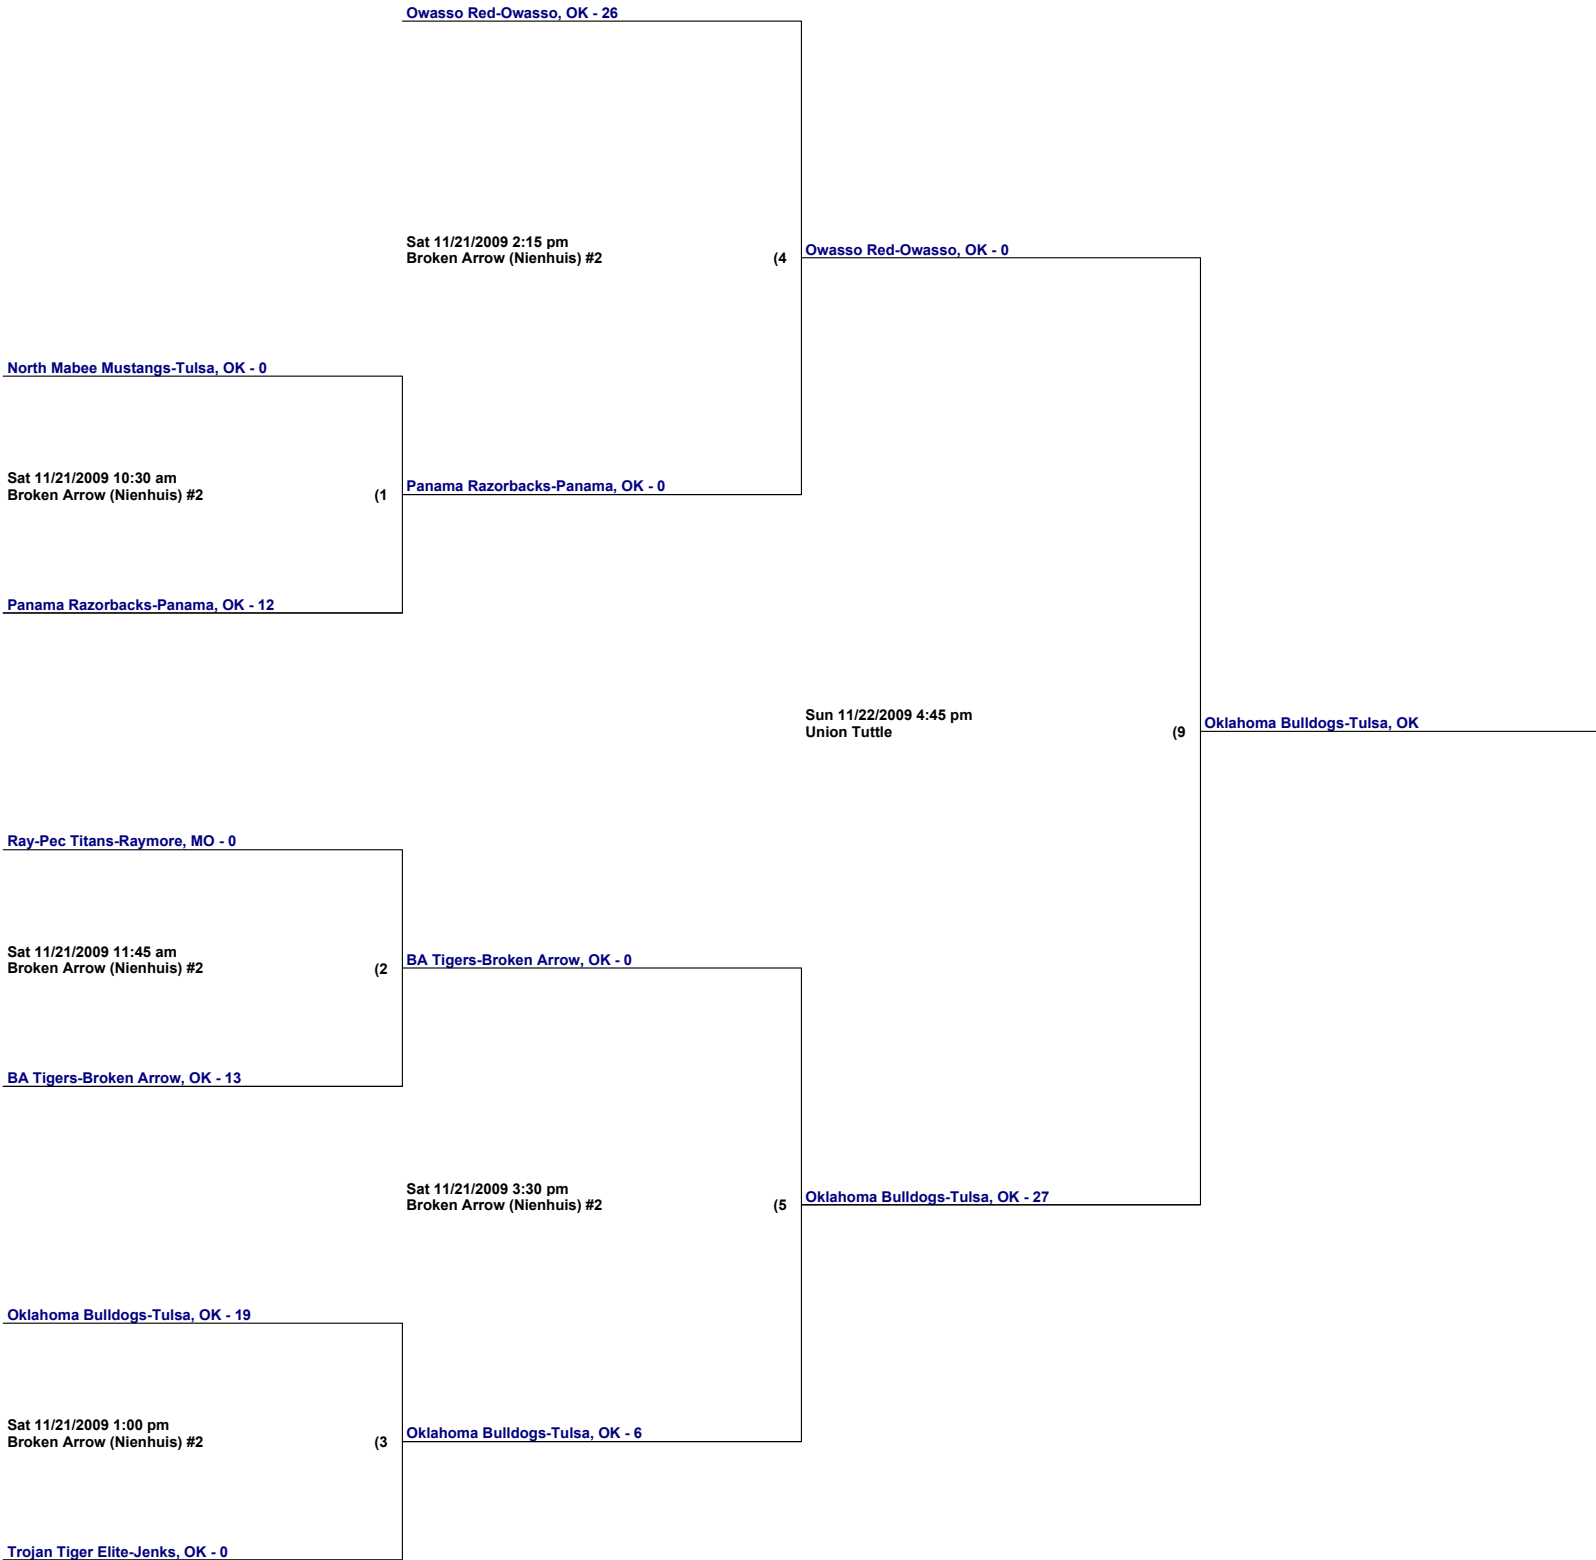 Owasso Red-Owasso, OK - 26
Sat 11/21/2009 2:15 pm
Broken Arrow (Nienhuis) #2 (4
Owasso Red-Owasso, OK - 0
North Mabee Mustangs-Tulsa, OK - 0
Sat 11/21/2009 10:30 am
Broken Arrow (Nienhuis) #2 (1
Panama Razorbacks-Panama, OK - 0
Panama Razorbacks-Panama, OK - 12
Sun 11/22/2009 4:45 pm
Union Tuttle (9
Oklahoma Bulldogs-Tulsa, OK
Ray-Pec Titans-Raymore, MO - 0
Sat 11/21/2009 11:45 am
Broken Arrow (Nienhuis) #2 (2
BA Tigers-Broken Arrow, OK - 0
BA Tigers-Broken Arrow, OK - 13
Sat 11/21/2009 3:30 pm
Broken Arrow (Nienhuis) #2 (5
Oklahoma Bulldogs-Tulsa, OK - 27
Oklahoma Bulldogs-Tulsa, OK - 19
Sat 11/21/2009 1:00 pm
Broken Arrow (Nienhuis) #2 (3
Oklahoma Bulldogs-Tulsa, OK - 6
Trojan Tiger Elite-Jenks, OK - 0